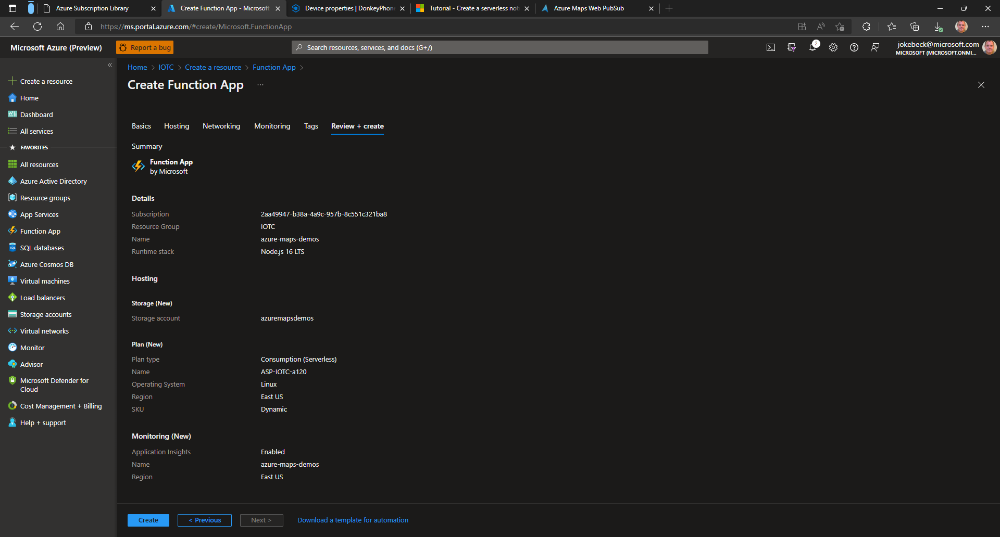 Azure Subscription Library
Create Function App - Microsoft
Device properties | DonkeyPhon
Tutorial - Create a serverless not
Azure Maps Web PubSub
https://ms.portal.azure.com/#create/Microsoft.FunctionApp
Microsoft Azure (Preview)
Report a bug
Search resources, services, and docs (G+/)
2
jokebeck@microsoft.com
MICROSOFT (MICROSOFT.ONMI...
Home > IOTC > Create a resource > Function App >
Create Function App ...
Create a resource
Home
Dashboard
All services
FAVORITES
All resources
Azure Active Directory
Resource groups
App Services
Function App
SQL databases
Azure Cosmos DB
Virtual machines
Load balancers
Storage accounts
Virtual networks
Monitor
Advisor
Microsoft Defender for
Cloud
Cost Management + Billing
Help + support
Basics Hosting Networking Monitoring Tags Review + create
Summary
Function App
by Microsoft
Details
Subscription 2aa49947-b38a-4a9c-957b-8c551c321ba8
Resource Group IOTC
Name azure-maps-demos
Runtime stack Node.js 16 LTS
Hosting
Storage (New)
Storage account azuremapsdemos
Plan (New)
Plan type Consumption (Serverless)
Name ASP-IOTC-a120
Operating System Linux
Region East US
SKU Dynamic
Monitoring (New)
Application Insights Enabled
Name azure-maps-demos
Region East US
Create
< Previous
Next >
Download a template for automation